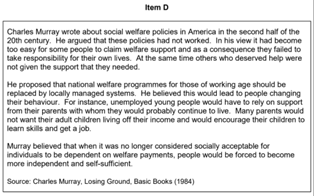 Item D
Charles Murray wrote about social welfare policies in America in the second half of the
20th century. He argued that these policies had not worked. In his view it had become
too easy for some people to claim welfare support and as a consequence they failed to
take responsibility for their own lives. At the same time others who deserved help were
not given the support that they needed.
He proposed that national welfare programmes for those of working age should be
replaced by locally managed systems. He believed this would lead to people changing
their behaviour. For instance, unemployed young people would have to rely on support
from their parents with whom they would probably continue to live. Many parents would
not want their adult children living off their income and would encourage their children to
learn skills and get a job.
Murray believed that when it was no longer considered socially acceptable for
individuals to be dependent on welfare payments, people would be forced to become
more independent and self-sufficient.
Source: Charles Murray, Losing Ground, Basic Books (1984)